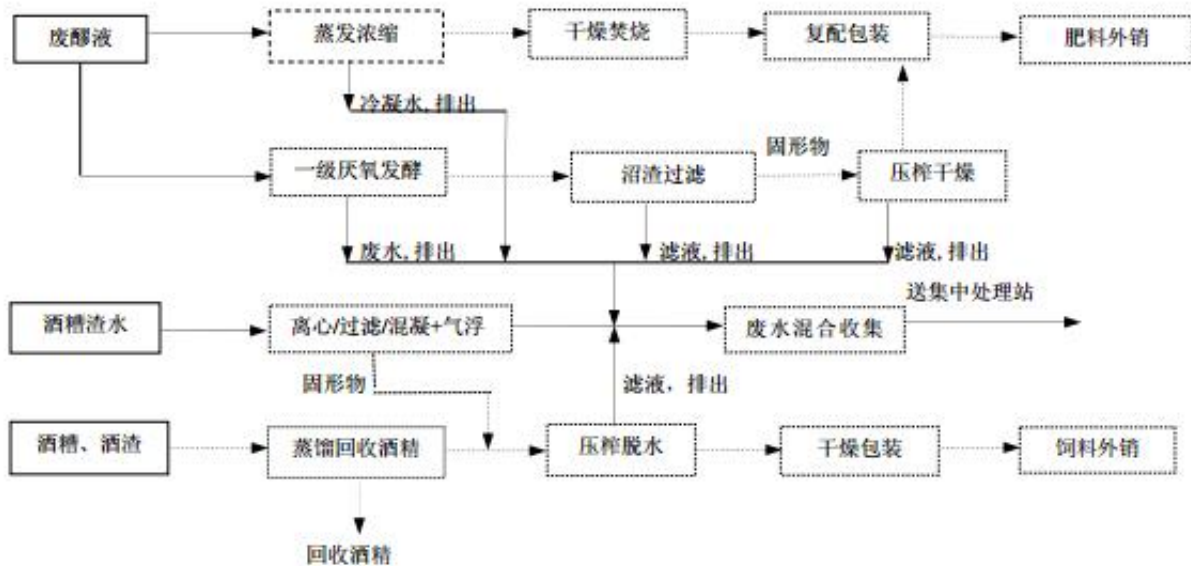 废醪液
蒸发浓缩
干燥焚烧
复配包装
肥料外销
冷凝水,排出
一级厌氧发酵
沼渣过滤
固形物
压榨干燥
废水,排出
滤液,排出
滤液,排出
送集中处理站
酒糟渣水
离心/过滤/混凝+气浮
废水混合收集
固形物
滤液，排出
酒糟、酒渣
蒸馏回收酒精
压榨脱水
干燥包装
饲料外销
回收酒精